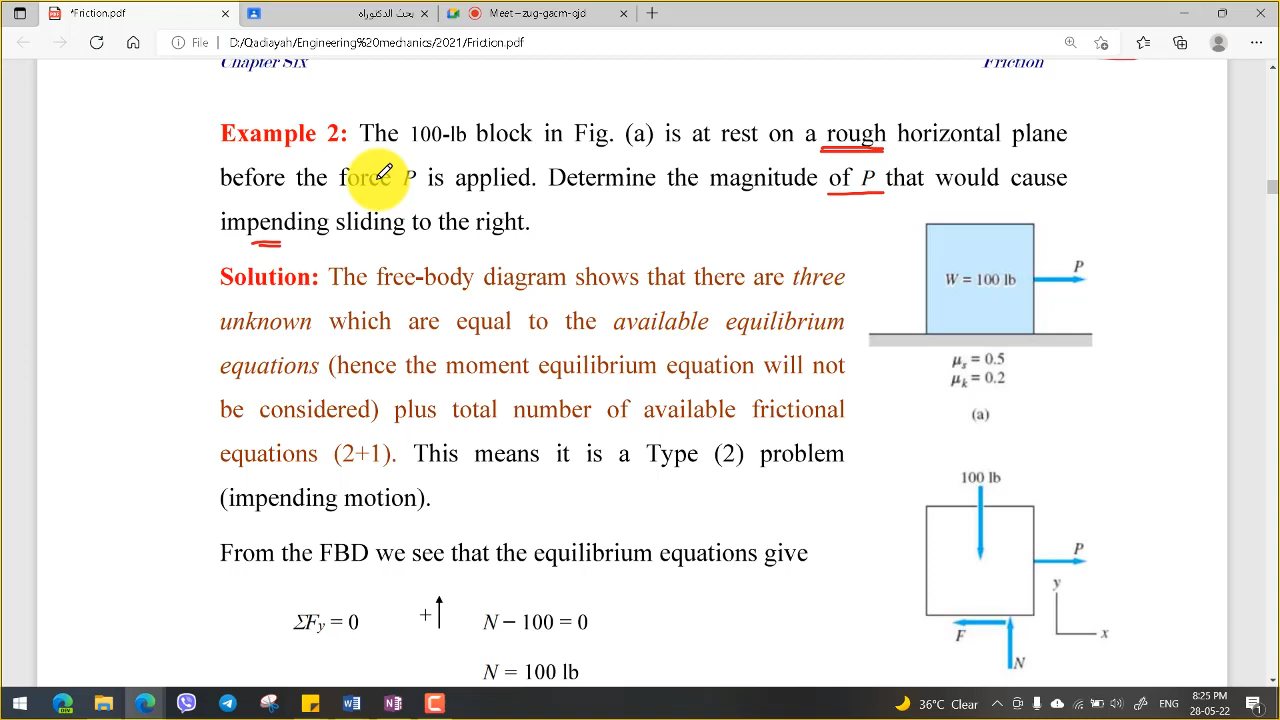 *Friction.pdf
بحث الدكتوراه
Meet – zug-gacm-qjd
File
D:/Qadiayah/Engineering%20mechanics/2021/Friction.pdf
Chapter Six
Friction
Example 2: The 100-lb block in Fig. (a) is at rest on a rough horizontal plane
before the force P is applied. Determine the magnitude of P that would cause
impending sliding to the right.
Solution: The free-body diagram shows that there are three
unknown which are equal to the available equilibrium
equations (hence the moment equilibrium equation will not
be considered) plus total number of available frictional
equations (2+1). This means it is a Type (2) problem
(impending motion).
From the FBD we see that the equilibrium equations give
ΣFy = 0 + N – 100 = 0
N = 100 lb
W = 100 lb
P
μs = 0.5
μk = 0.2
(a)
100 lb
P
y
F
x
N
36°C Clear
ENG
8:25 PM
28-05-22
1